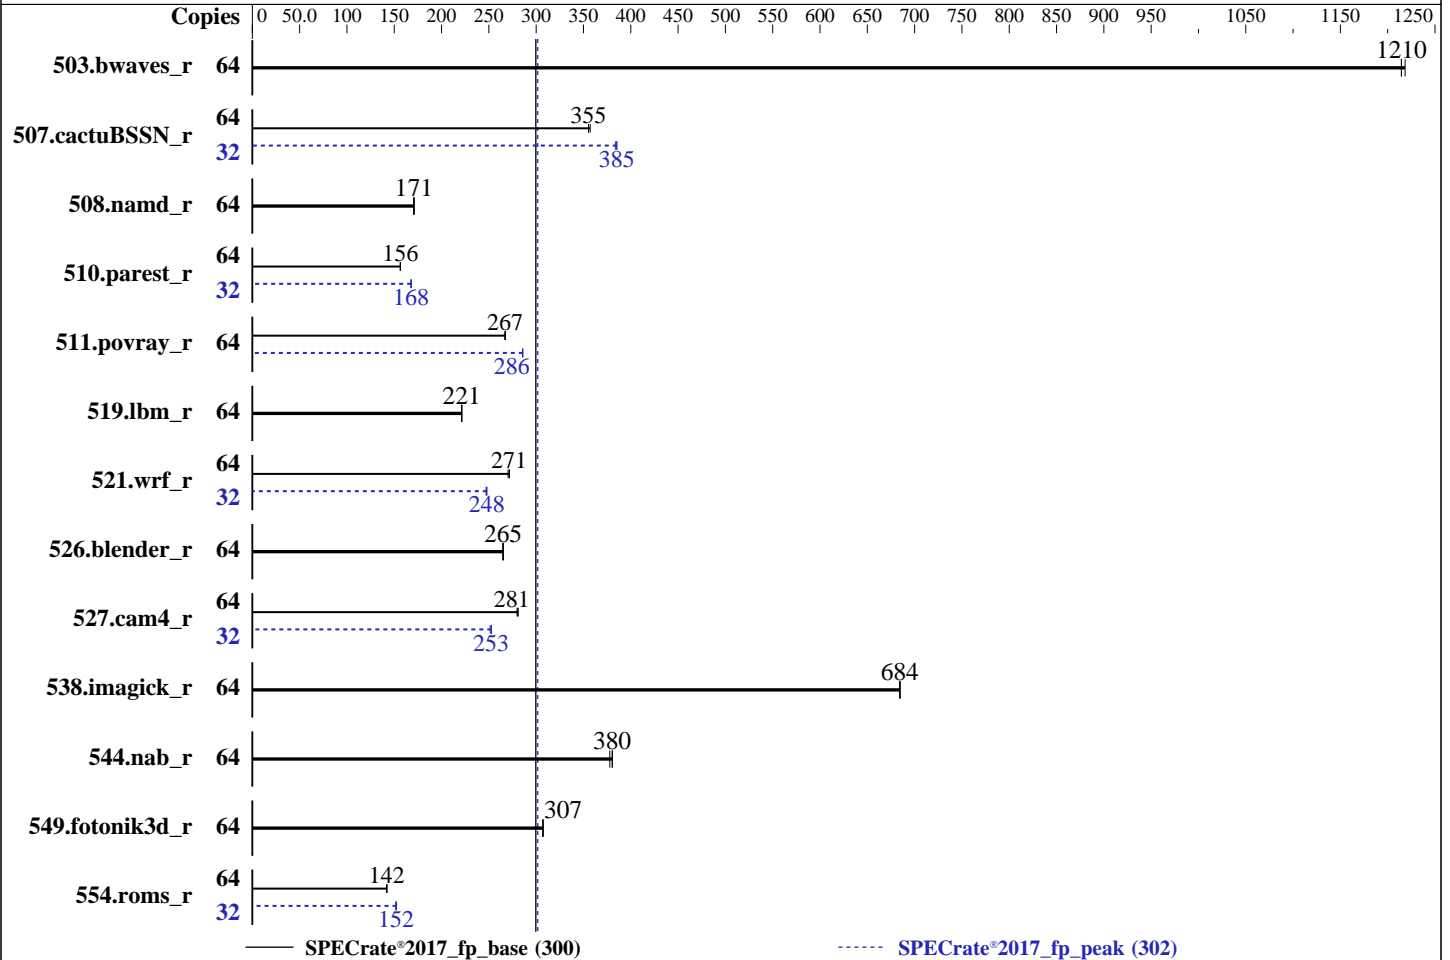 Copies 0 50.0 100 150 200 250 300 350 400 450 500 550 600 650 700 750 800 850 900 950 1050 1150 1250
503.bwaves_r 64 1210
507.cactuBSSN_r 64 355
32 385
508.namd_r 64 171
510.parest_r 64 156
32 168
511.povray_r 64 267
286
519.lbm_r 64 221
521.wrf_r 64 271
32 248
526.blender_r 64 265
527.cam4_r 64 281
32 253
538.imagick_r 64 684
544.nab_r 64 380
549.fotonik3d_r 64 307
554.roms_r 64 142
32 152
SPECrate®2017_fp_base (300) SPECrate®2017_fp_peak (302)